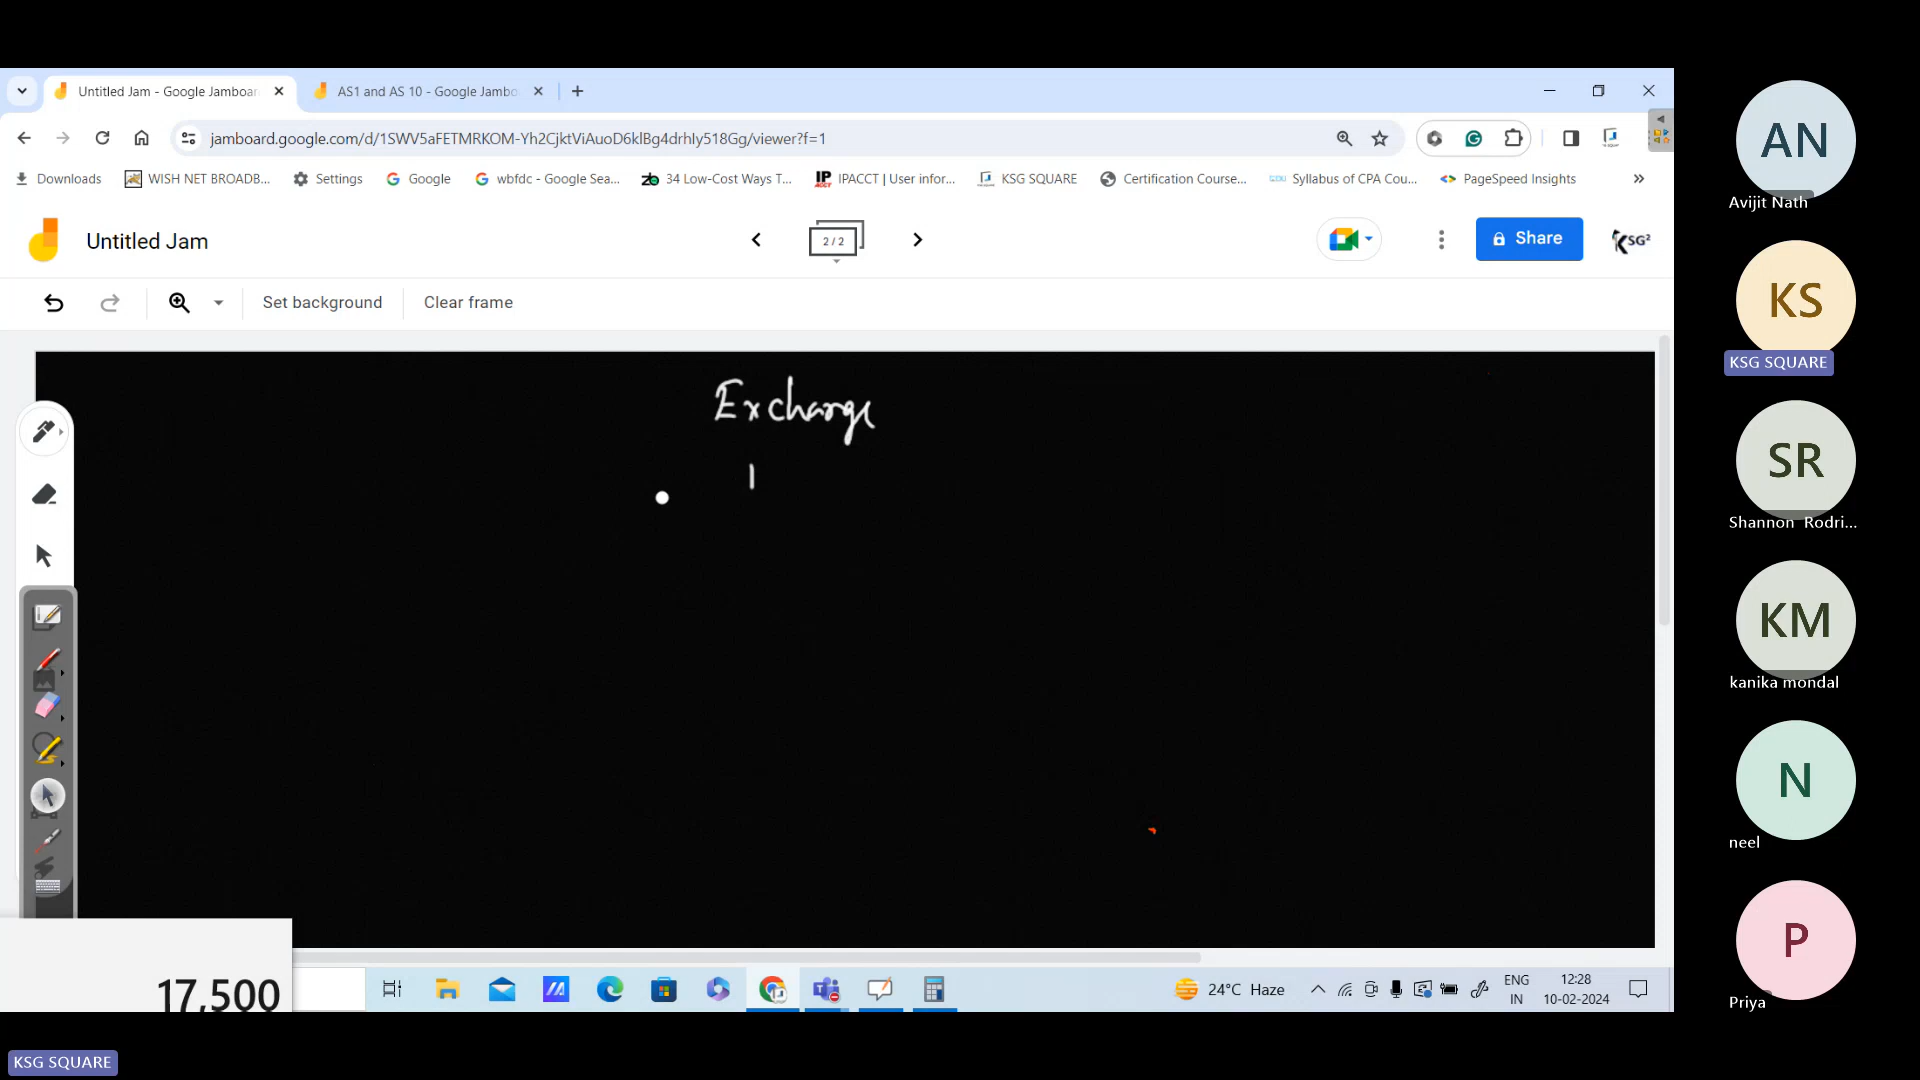 Untitled Jam - Google Jamboar
AS1 and AS 10 - Google Jambo
jamboard.google.com/d/1SWV5aFETMRKOM-Yh2CjktViAuoD6klBg4drhIy518Gg/viewer?f=1
Downloads
WISH NET BROADB...
Settings
Google
wbfdc - Google Sea...
34 Low-Cost Ways T...
IPACCT | User infor...
KSG SQUARE
Certification Course...
Syllabus of CPA Cou...
PageSpeed Insights
Untitled Jam
2 / 2
Share
KSG²
Set background
Clear frame
Exchange
17,500
24°C Haze
ENG
IN
12:28
10-02-2024
AN
Avijit Nath
KS
KSG SQUARE
SR
Shannon Rodri...
KM
kanika mondal
N
neel
P
Priya
KSG SQUARE